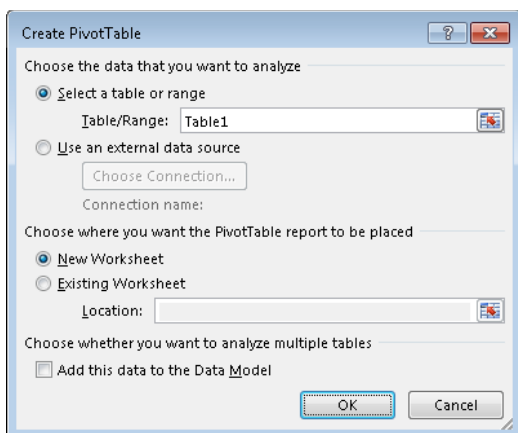 Create PivotTable
Choose the data that you want to analyze
Select a table or range
Table/Range: Table1
Use an external data source
Choose Connection...
Connection name:
Choose where you want the PivotTable report to be placed
New Worksheet
Existing Worksheet
Location:
Choose whether you want to analyze multiple tables
Add this data to the Data Model
OK Cancel